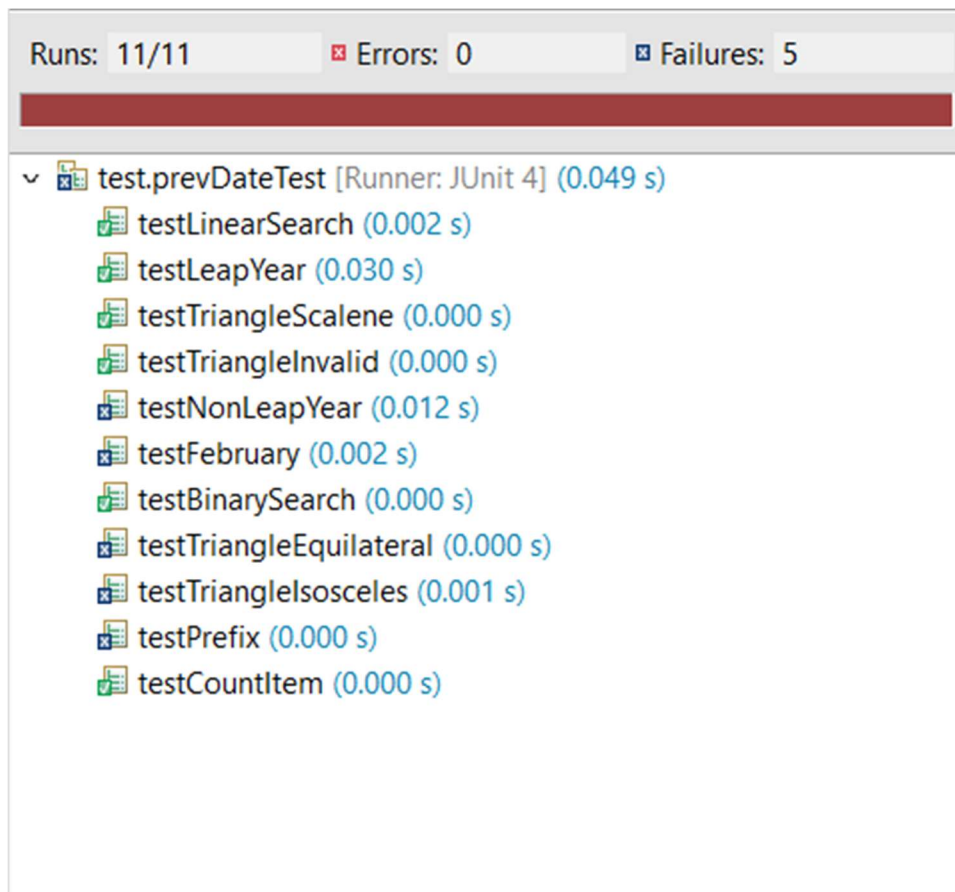 Runs: 11/11 Errors: 0 Failures: 5
test.prevDateTest [Runner: JUnit 4] (0.049 s)
testLinearSearch (0.002 s)
testLeapYear (0.030 s)
testTriangleScalene (0.000 s)
testTriangleInvalid (0.000 s)
testNonLeapYear (0.012 s)
testFebruary (0.002 s)
testBinarySearch (0.000 s)
testTriangleEquilateral (0.000 s)
testTriangleIsosceles (0.001 s)
testPrefix (0.000 s)
testCountItem (0.000 s)